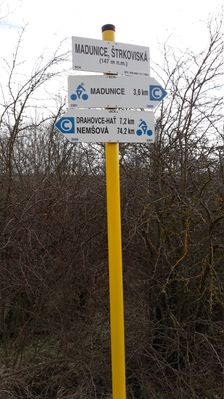 MADUNICE, ŠTRKOVISKÁ
(147 m n.m.)
MADUNICE 3,6 km C
C DRAHOVCE-HAŤ 7,2 km
NEMŠOVÁ 74,2 km